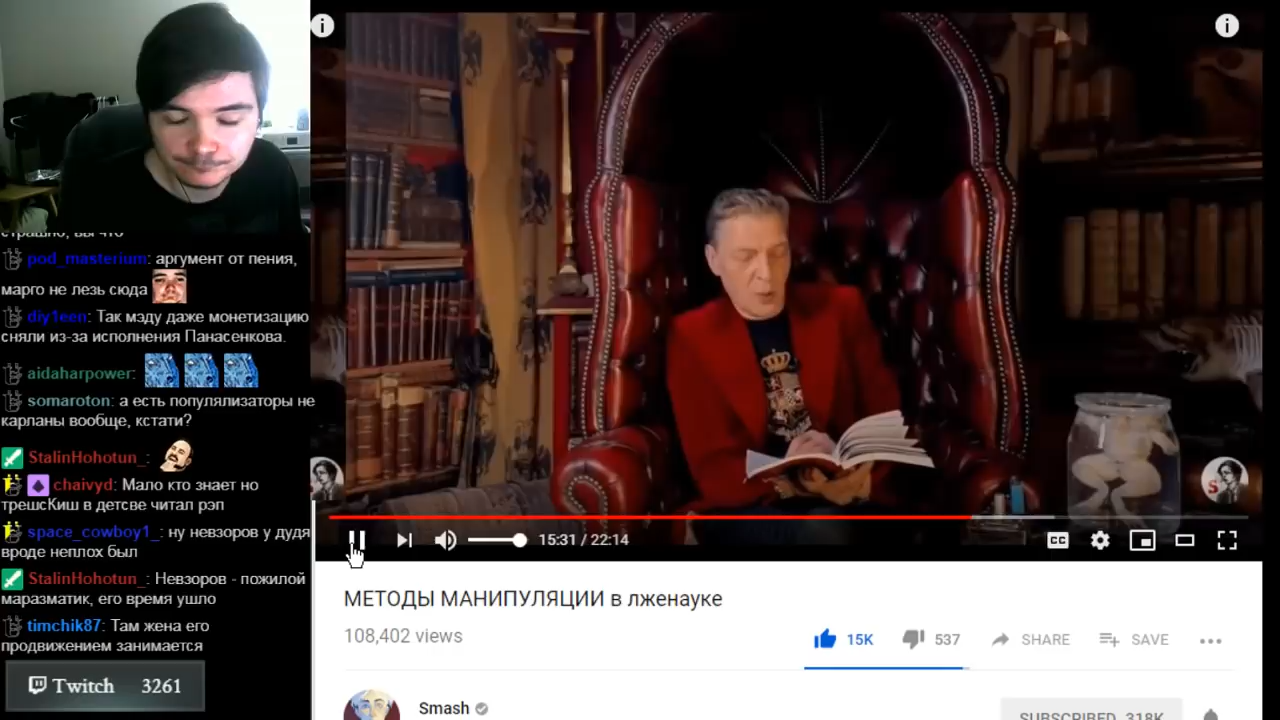 страшно, вы что
pod_masterium: аргумент от пения,
марго не лезь сюда
diy1een: Так мэду даже монетизацию
сняли из-за исполнения Панасенкова.
aidaharpower:
somaroton: а есть популялизаторы не
карланы вообще, кстати?
StalinHohotun_:
chaivyd: Мало кто знает но
трешсКиш в детсве читал рэп
space_cowboy1_: ну невзоров у дудя
вроде неплох был
StalinHohotun_: Невзоров - пожилой
маразматик, его время ушло
timchik87: Там жена его
продвижением занимается
Twitch 3261
15:31 / 22:14
CC
МЕТОДЫ МАНИПУЛЯЦИИ в лженауке
108,402 views
15K
537
SHARE
SAVE
Smash
SUBSCRIBED 318K